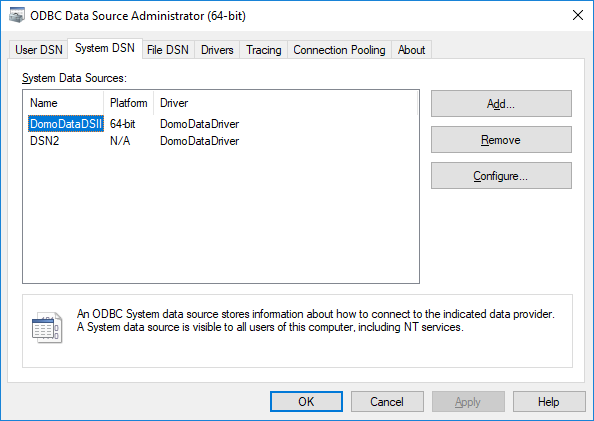 ODBC Data Source Administrator (64-bit)
User DSN System DSN File DSN Drivers Tracing Connection Pooling About
System Data Sources:
Name Platform Driver
DomoDataDSII 64-bit DomoDataDriver
DSN2 N/A DomoDataDriver
Add...
Remove
Configure...
An ODBC System data source stores information about how to connect to the indicated data provider.
A System data source is visible to all users of this computer, including NT services.
OK Cancel Apply Help